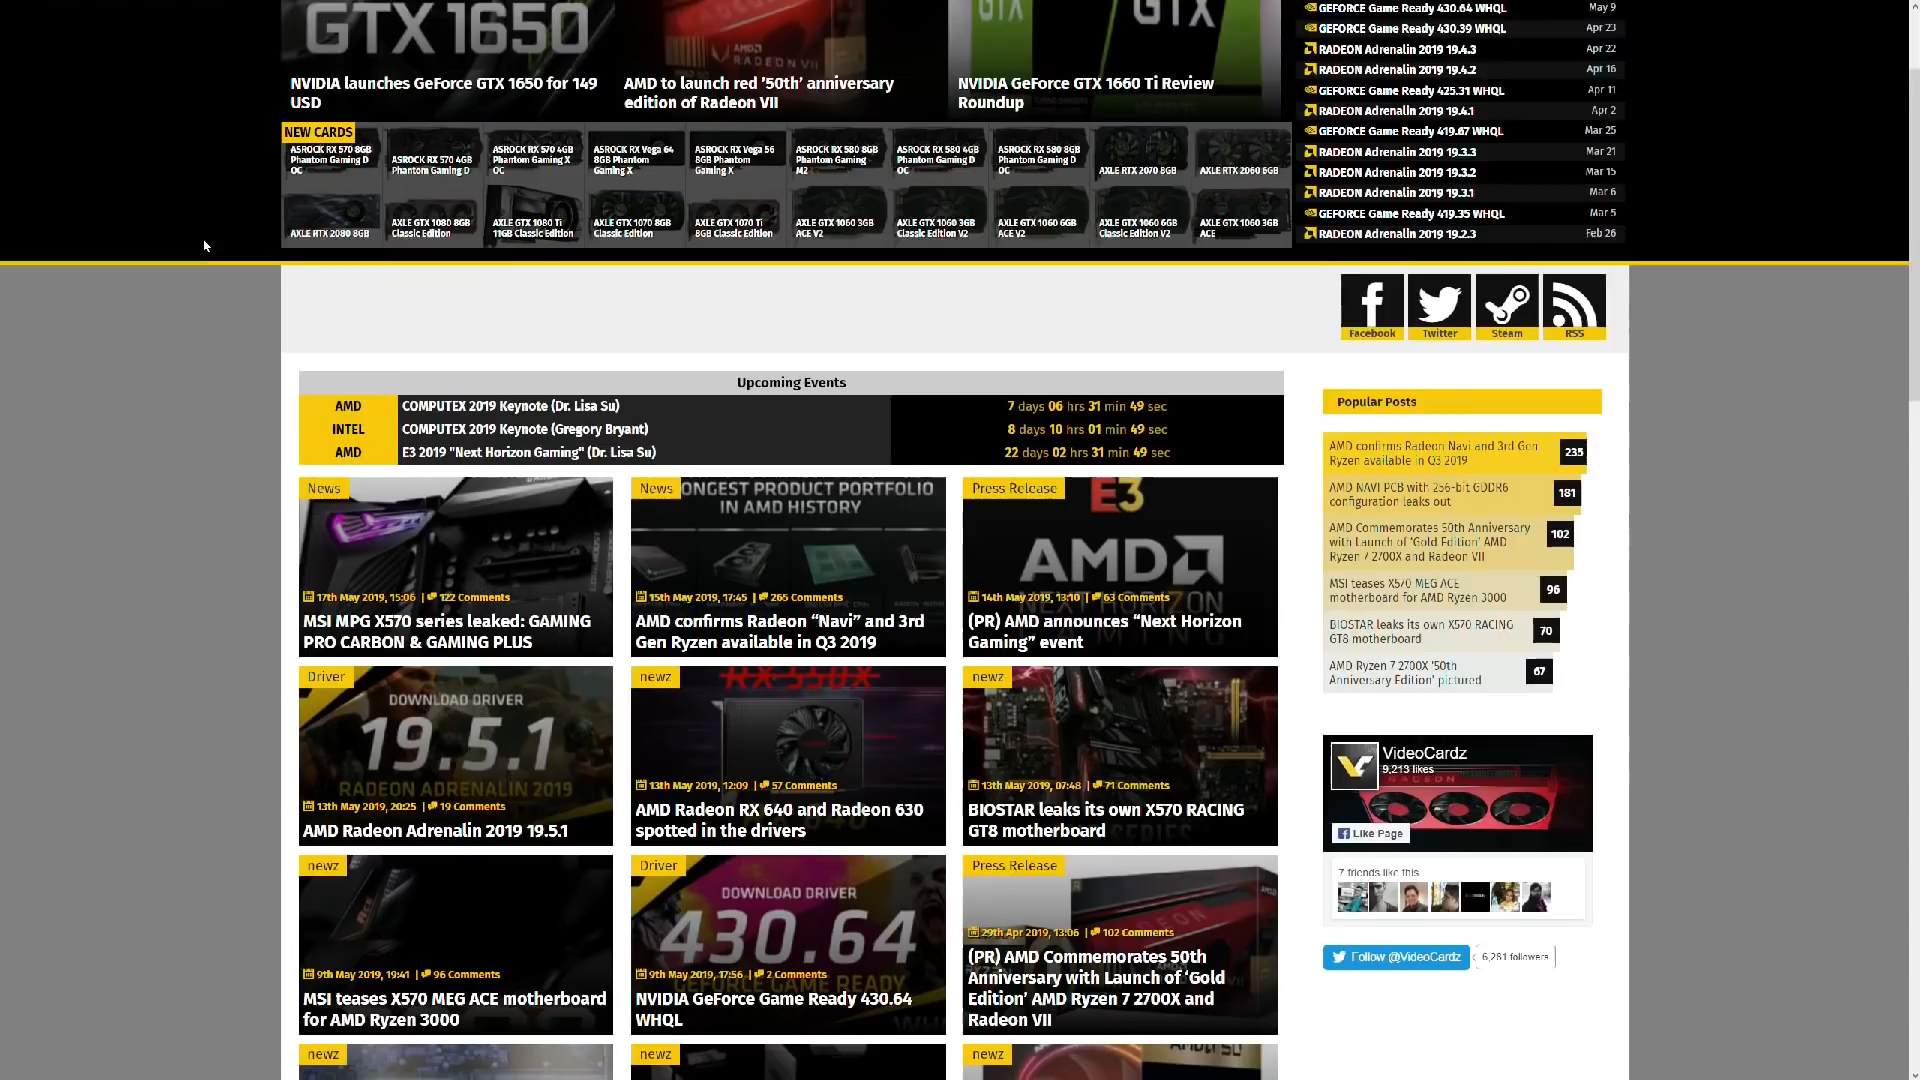 GTX 1650
AMD
RADEON VII
GTX
GTX
NVIDIA launches GeForce GTX 1650 for 149
USD
AMD to launch red '50th' anniversary
edition of Radeon VII
NVIDIA GeForce GTX 1660 Ti Review
Roundup
GEFORCE Game Ready 430.64 WHQL May 9
GEFORCE Game Ready 430.39 WHQL Apr 23
RADEON Adrenalin 2019 19.4.3 Apr 22
RADEON Adrenalin 2019 19.4.2 Apr 16
GEFORCE Game Ready 425.31 WHQL Apr 11
RADEON Adrenalin 2019 19.4.1 Apr 2
GEFORCE Game Ready 419.67 WHQL Mar 25
RADEON Adrenalin 2019 19.3.3 Mar 21
RADEON Adrenalin 2019 19.3.2 Mar 15
RADEON Adrenalin 2019 19.3.1 Mar 6
GEFORCE Game Ready 419.35 WHQL Mar 5
RADEON Adrenalin 2019 19.2.3 Feb 26
NEW CARDS
ASROCK RX 570 8GB
Phantom Gaming D
OC
ASROCK RX 570 4GB
Phantom Gaming D
ASROCK RX 570 4GB
Phantom Gaming X
OC
ASROCK RX Vega 64
8GB Phantom
Gaming X
ASROCK RX Vega 56
8GB Phantom
Gaming X
ASROCK RX 580 8GB
Phantom Gaming
M2
ASROCK RX 580 4GB
Phantom Gaming D
OC
ASROCK RX 580 8GB
Phantom Gaming D
OC
AXLE RTX 2070 8GB
AXLE RTX 2060 6GB
AXLE RTX 2080 8GB
AXLE GTX 1080 8GB
Classic Edition
AXLE GTX 1080 Ti
11GB Classic Edition
AXLE GTX 1070 8GB
Classic Edition
AXLE GTX 1070 Ti
8GB Classic Edition
AXLE GTX 1060 3GB
ACE V2
AXLE GTX 1060 3GB
Classic Edition V2
AXLE GTX 1060 6GB
ACE V2
AXLE GTX 1060 6GB
Classic Edition V2
AXLE GTX 1060 3GB
ACE
Facebook
Twitter
Steam
RSS
Upcoming Events
AMD COMPUTEX 2019 Keynote (Dr. Lisa Su) 7 days 06 hrs 31 min 49 sec
INTEL COMPUTEX 2019 Keynote (Gregory Bryant) 8 days 10 hrs 01 min 49 sec
AMD E3 2019 "Next Horizon Gaming" (Dr. Lisa Su) 22 days 02 hrs 31 min 49 sec
News
17th May 2019, 15:06 | 122 Comments
MSI MPG X570 series leaked: GAMING
PRO CARBON & GAMING PLUS
News
ONGEST PRODUCT PORTFOLIO
IN AMD HISTORY
15th May 2019, 17:45 | 265 Comments
AMD confirms Radeon “Navi” and 3rd
Gen Ryzen available in Q3 2019
Press Release
E3
AMD
NEXT HORIZON
14th May 2019, 13:10 | 63 Comments
(PR) AMD announces “Next Horizon
Gaming” event
Driver
DOWNLOAD DRIVER
19.5.1
RADEON ADRENALIN 2019
13th May 2019, 20:25 | 19 Comments
AMD Radeon Adrenalin 2019 19.5.1
newz
RX 550X
13th May 2019, 12:09 | 57 Comments
AMD Radeon RX 640 and Radeon 630
spotted in the drivers
newz
13th May 2019, 07:48 | 71 Comments
BIOSTAR leaks its own X570 RACING
GT8 motherboard
newz
9th May 2019, 19:41 | 96 Comments
MSI teases X570 MEG ACE motherboard
for AMD Ryzen 3000
Driver
DOWNLOAD DRIVER
430.64
GEFORCE GAME READY
9th May 2019, 17:56 | 2 Comments
NVIDIA GeForce Game Ready 430.64
WHQL
Press Release
29th Apr 2019, 13:06 | 102 Comments
(PR) AMD Commemorates 50th
Anniversary with Launch of ‘Gold
Edition’ AMD Ryzen 7 2700X and
Radeon VII
newz
newz
newz
Popular Posts
AMD confirms Radeon Navi and 3rd Gen
Ryzen available in Q3 2019
235
AMD NAVI PCB with 256-bit GDDR6
configuration leaks out
181
AMD Commemorates 50th Anniversary
with Launch of 'Gold Edition' AMD
Ryzen 7 2700X and Radeon VII
102
MSI teases X570 MEG ACE
motherboard for AMD Ryzen 3000
96
BIOSTAR leaks its own X570 RACING
GT8 motherboard
70
AMD Ryzen 7 2700X '50th
Anniversary Edition' pictured
67
VideoCardz
9,213 likes
RADEON
Like Page
7 friends like this
Follow @VideoCardz
6,281 followers